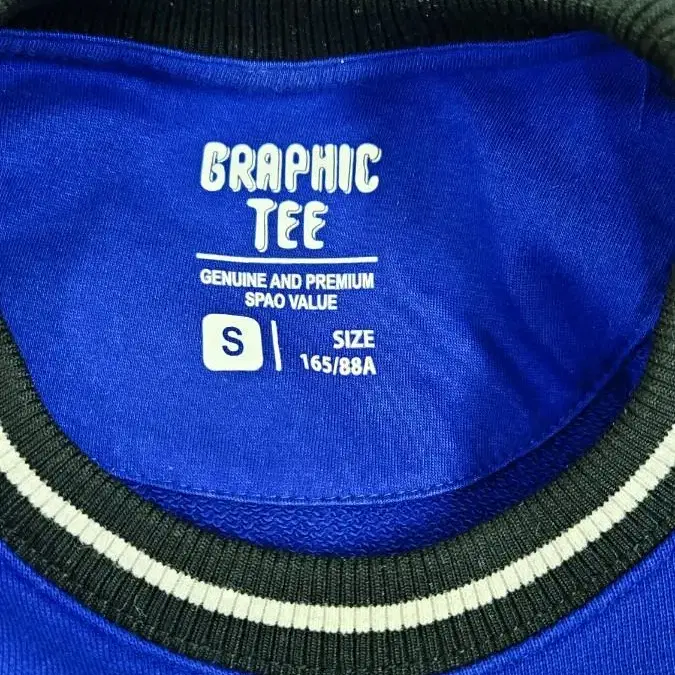 GRAPHIC
TEE
GENUINE AND PREMIUM
SPAO VALUE
S
SIZE
165/88A